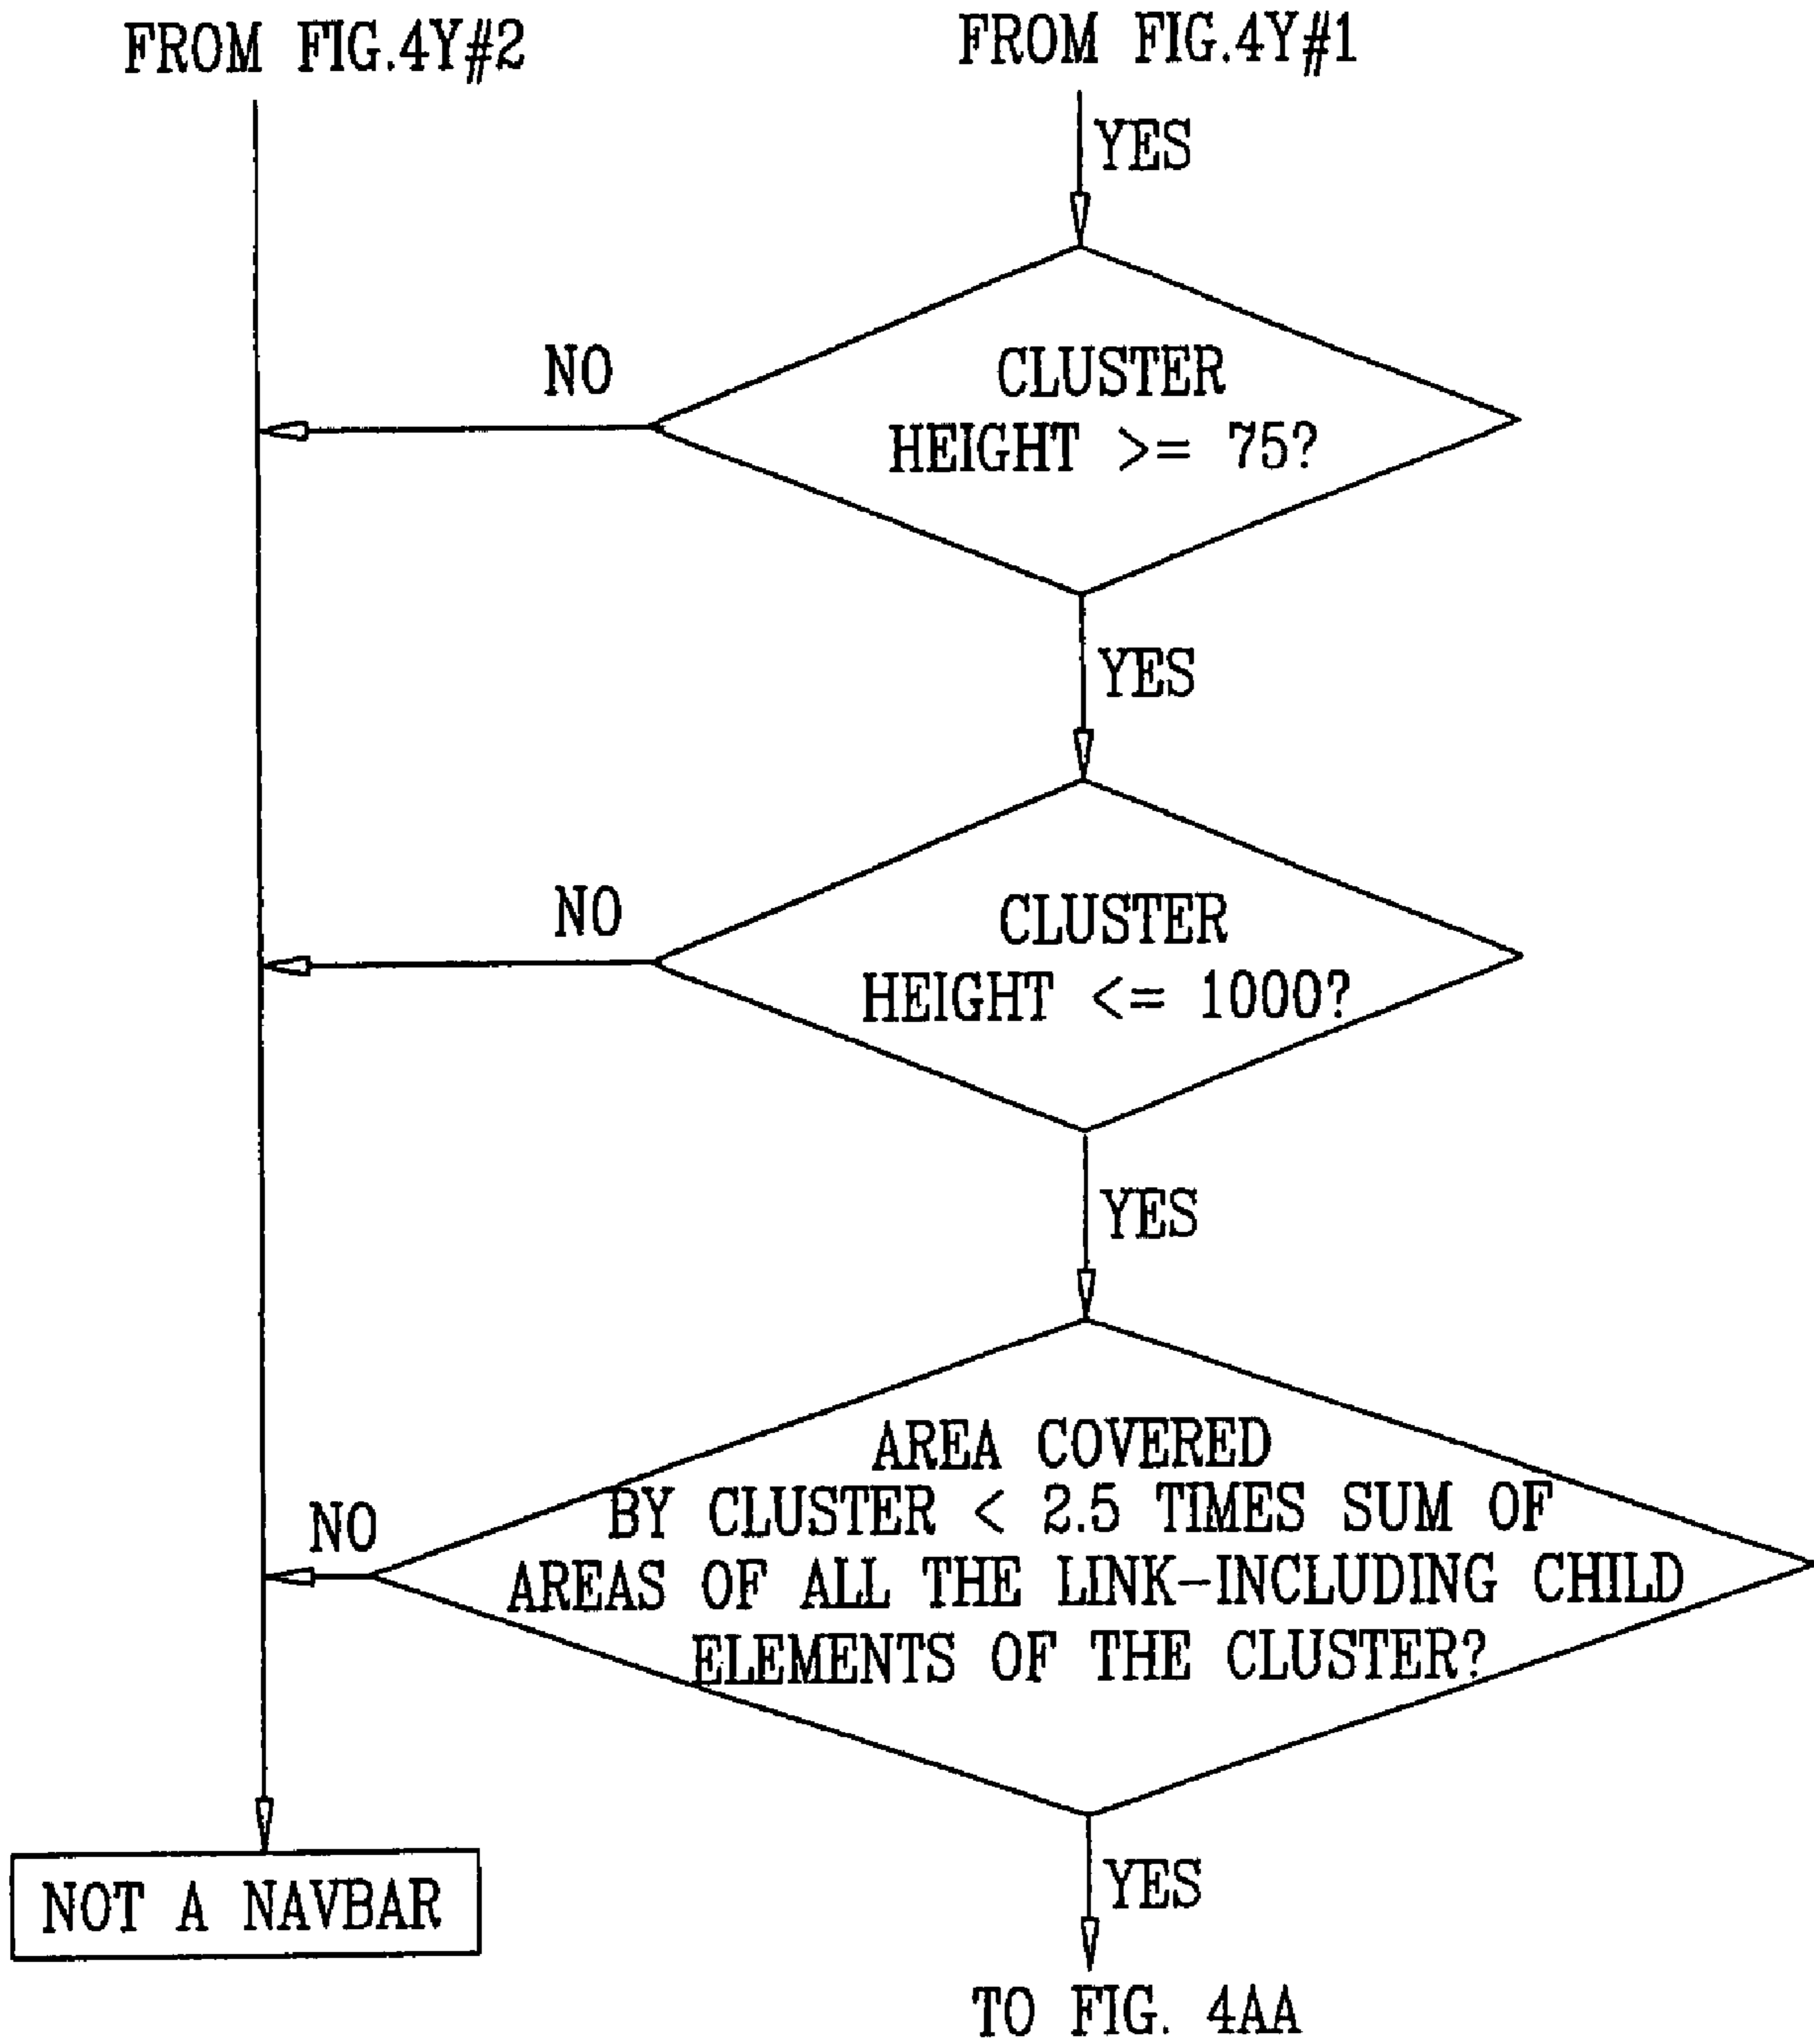 FROM FIG.4Y#2
FROM FIG.4Y#1
YES
CLUSTER
HEIGHT >= 75?
NO
YES
CLUSTER
HEIGHT <= 1000?
NO
YES
AREA COVERED
BY CLUSTER < 2.5 TIMES SUM OF
AREAS OF ALL THE LINK-INCLUDING CHILD
ELEMENTS OF THE CLUSTER?
NO
NOT A NAVBAR
YES
TO FIG. 4AA